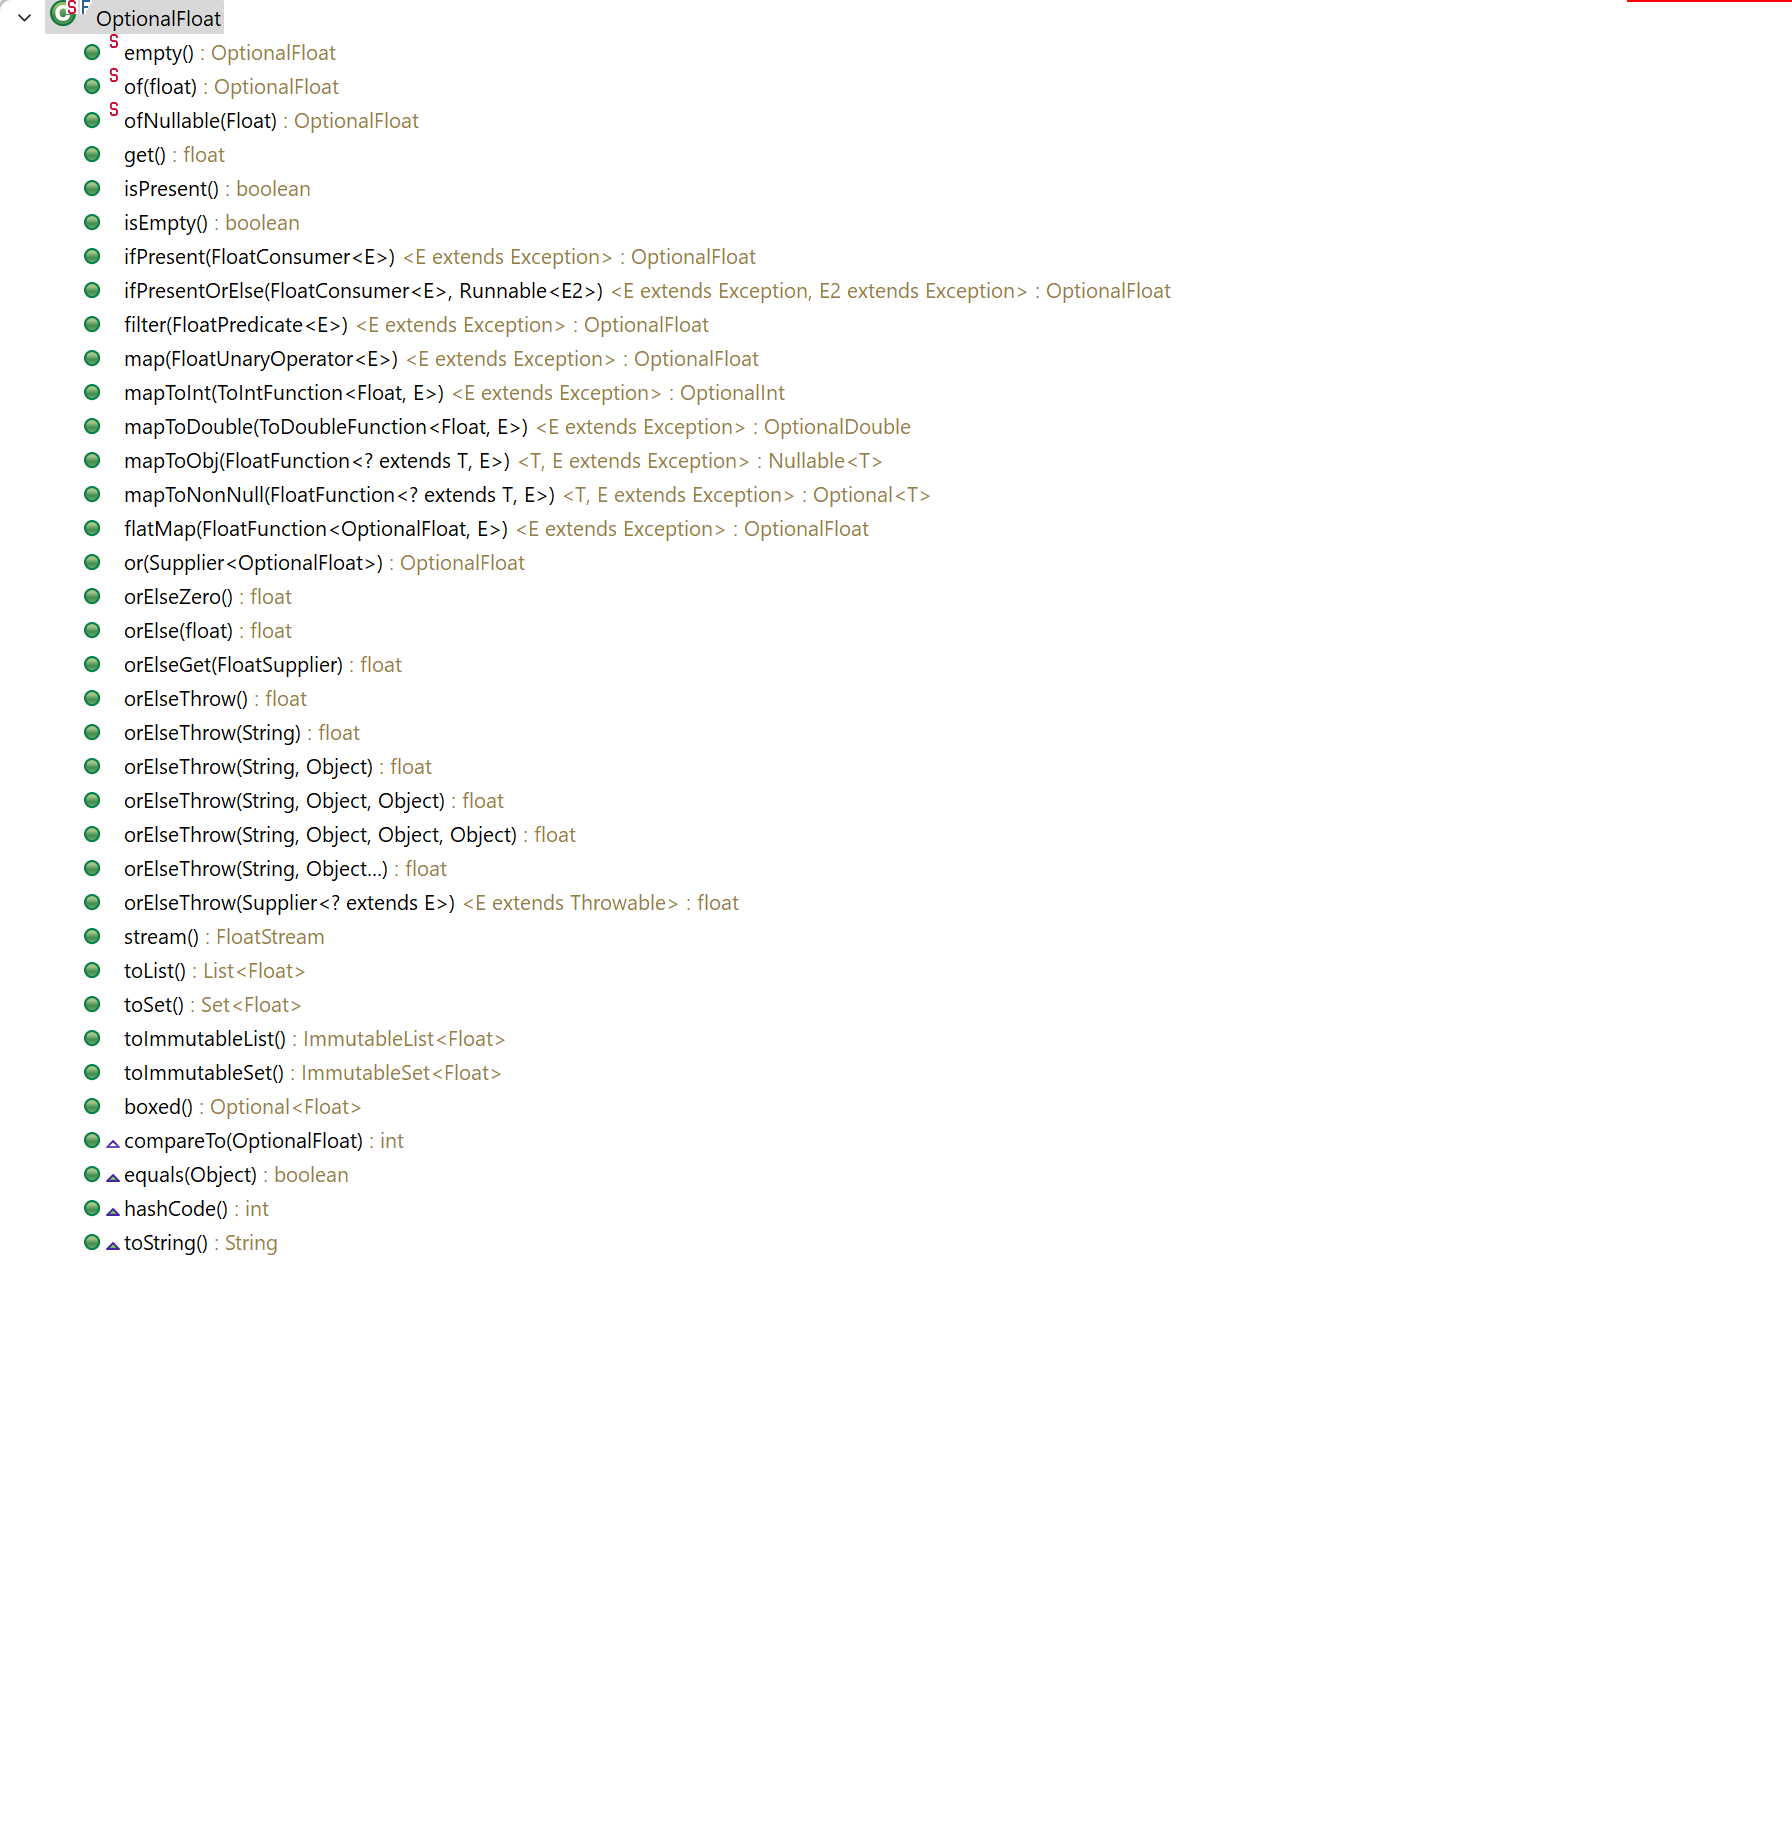 OptionalFloat
empty() : OptionalFloat
of(float) : OptionalFloat
ofNullable(Float) : OptionalFloat
get() : float
isPresent() : boolean
isEmpty() : boolean
ifPresent(FloatConsumer<E>) <E extends Exception> : OptionalFloat
ifPresentOrElse(FloatConsumer<E>, Runnable<E2>) <E extends Exception, E2 extends Exception> : OptionalFloat
filter(FloatPredicate<E>) <E extends Exception> : OptionalFloat
map(FloatUnaryOperator<E>) <E extends Exception> : OptionalFloat
mapToInt(ToIntFunction<Float, E>) <E extends Exception> : OptionalInt
mapToDouble(ToDoubleFunction<Float, E>) <E extends Exception> : OptionalDouble
mapToObj(FloatFunction<? extends T, E>) <T, E extends Exception> : Nullable<T>
mapToNonNull(FloatFunction<? extends T, E>) <T, E extends Exception> : Optional<T>
flatMap(FloatFunction<OptionalFloat, E>) <E extends Exception> : OptionalFloat
or(Supplier<OptionalFloat>) : OptionalFloat
orElseZero() : float
orElse(float) : float
orElseGet(FloatSupplier) : float
orElseThrow() : float
orElseThrow(String) : float
orElseThrow(String, Object) : float
orElseThrow(String, Object, Object) : float
orElseThrow(String, Object, Object, Object) : float
orElseThrow(String, Object...) : float
orElseThrow(Supplier<? extends E>) <E extends Throwable> : float
stream() : FloatStream
toList() : List<Float>
toSet() : Set<Float>
toImmutableList() : ImmutableList<Float>
toImmutableSet() : ImmutableSet<Float>
boxed() : Optional<Float>
compareTo(OptionalFloat) : int
equals(Object) : boolean
hashCode() : int
toString() : String